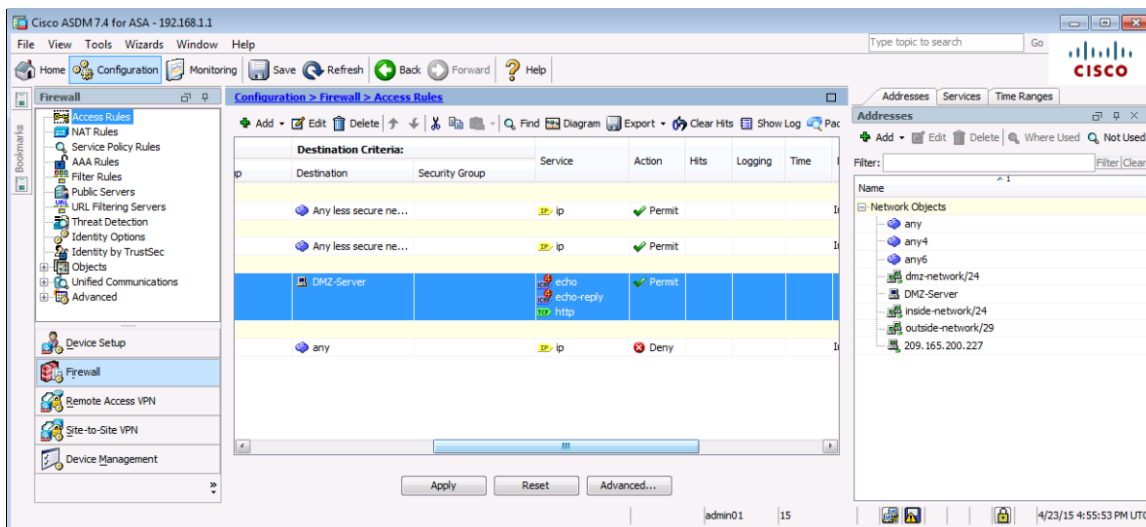 Cisco ASDM 7.4 for ASA - 192.168.1.1
File View Tools Wizards Window Help
Type topic to search Go
Home Configuration Monitoring Save Refresh Back Forward Help
CISCO
Bookmarks
Firewall
Access Rules
NAT Rules
Service Policy Rules
AAA Rules
Filter Rules
Public Servers
URL Filtering Servers
Threat Detection
Identity Options
Identity by TrustSec
Objects
Unified Communications
Advanced
Device Setup
Firewall
Remote Access VPN
Site-to-Site VPN
Device Management
Configuration > Firewall > Access Rules
Add Edit Delete Find Diagram Export Clear Hits Show Log Pac
Destination Criteria:
Destination Security Group Service Action Hits Logging Time
Any less secure ne... IP ip Permit
Any less secure ne... IP ip Permit
DMZ-Server ICMP echo Permit
ICMP echo-reply
TCP http
any IP ip Deny
Apply Reset Advanced...
Addresses Services Time Ranges
Addresses
Add Edit Delete Where Used Not Used
Filter: Filter Clear
Name
Network Objects
any
any4
any6
dmz-network/24
DMZ-Server
inside-network/24
outside-network/29
209.165.200.227
admin01 15 4/23/15 4:55:53 PM UTC